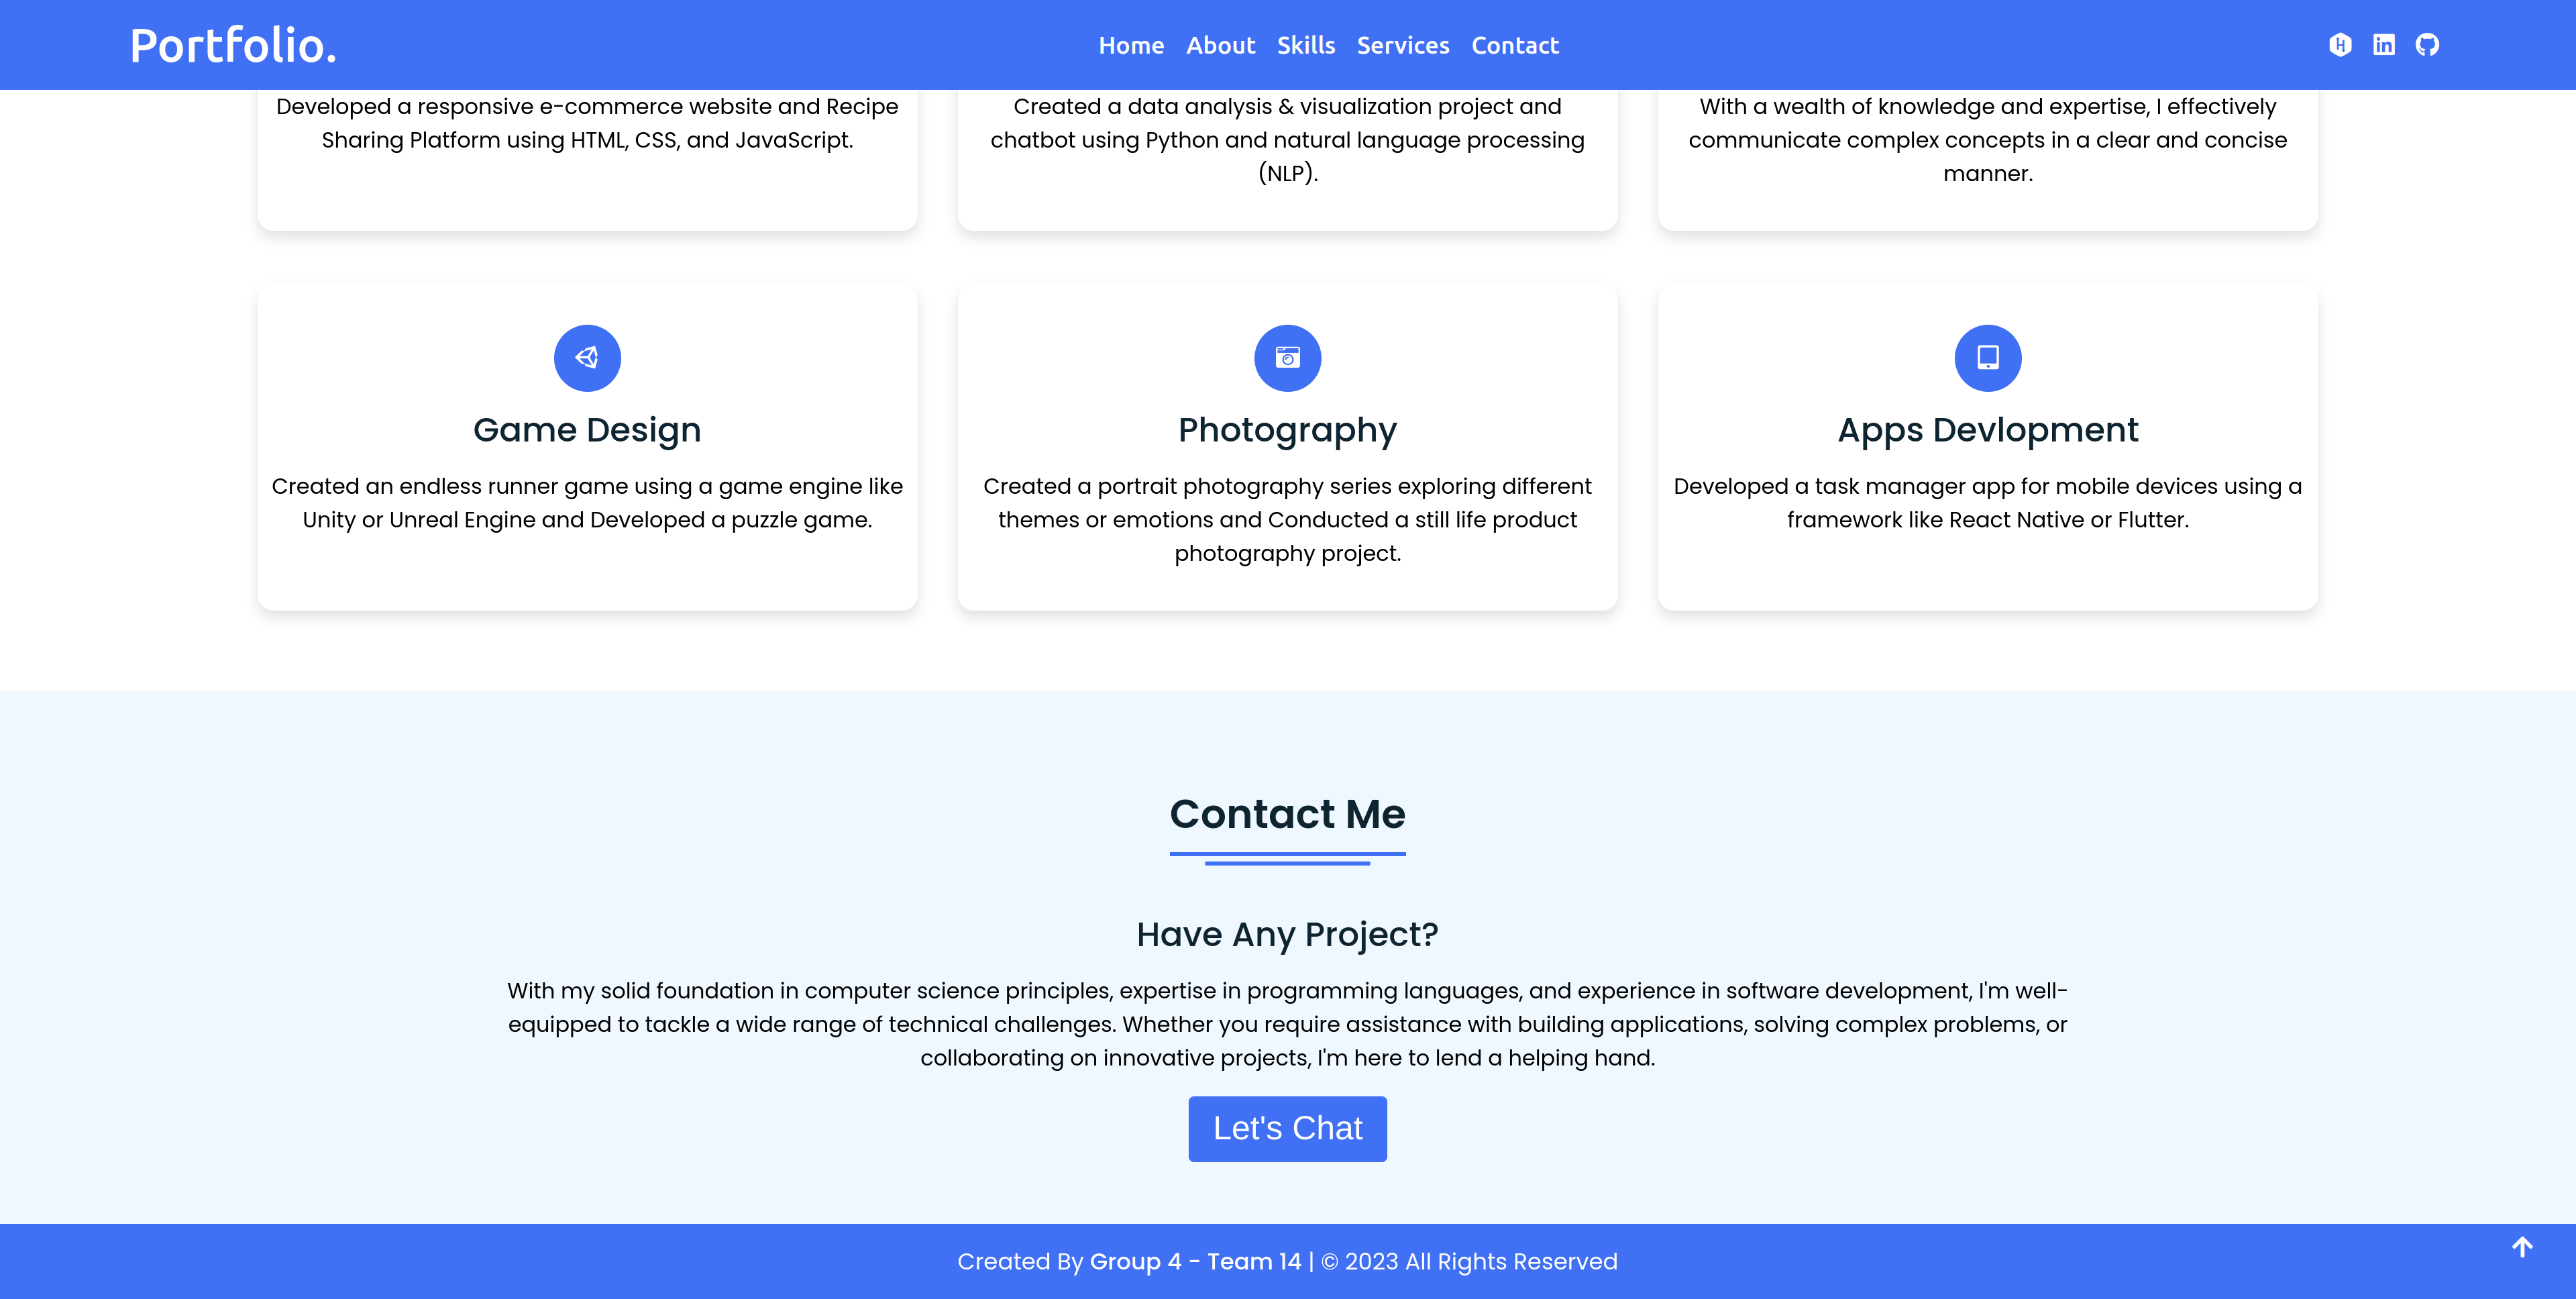 Portfolio.
Home About Skills Services Contact
Developed a responsive e-commerce website and Recipe
Sharing Platform using HTML, CSS, and JavaScript.
Created a data analysis & visualization project and
chatbot using Python and natural language processing
(NLP).
With a wealth of knowledge and expertise, I effectively
communicate complex concepts in a clear and concise
manner.
Game Design
Created an endless runner game using a game engine like
Unity or Unreal Engine and Developed a puzzle game.
Photography
Created a portrait photography series exploring different
themes or emotions and Conducted a still life product
photography project.
Apps Devlopment
Developed a task manager app for mobile devices using a
framework like React Native or Flutter.
Contact Me
Have Any Project?
With my solid foundation in computer science principles, expertise in programming languages, and experience in software development, I'm well-
equipped to tackle a wide range of technical challenges. Whether you require assistance with building applications, solving complex problems, or
collaborating on innovative projects, I'm here to lend a helping hand.
Let's Chat
Created By Group 4 - Team 14 | © 2023 All Rights Reserved